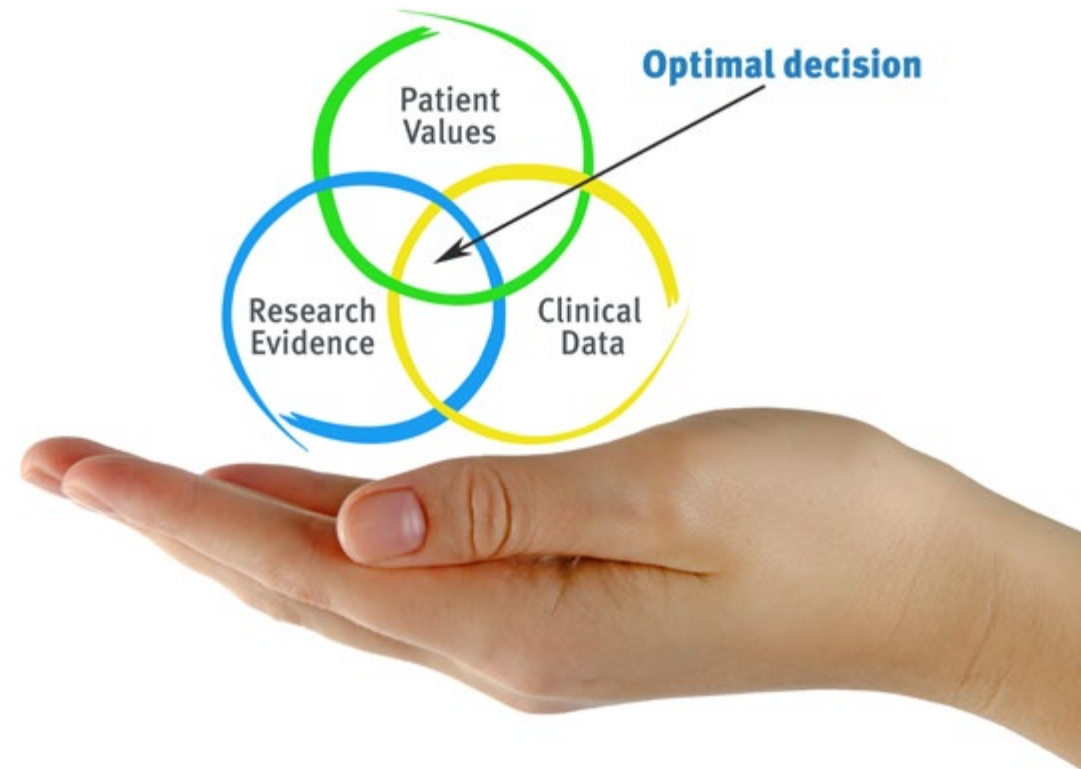 Optimal decision
Patient
Values
Research
Evidence
Clinical
Data